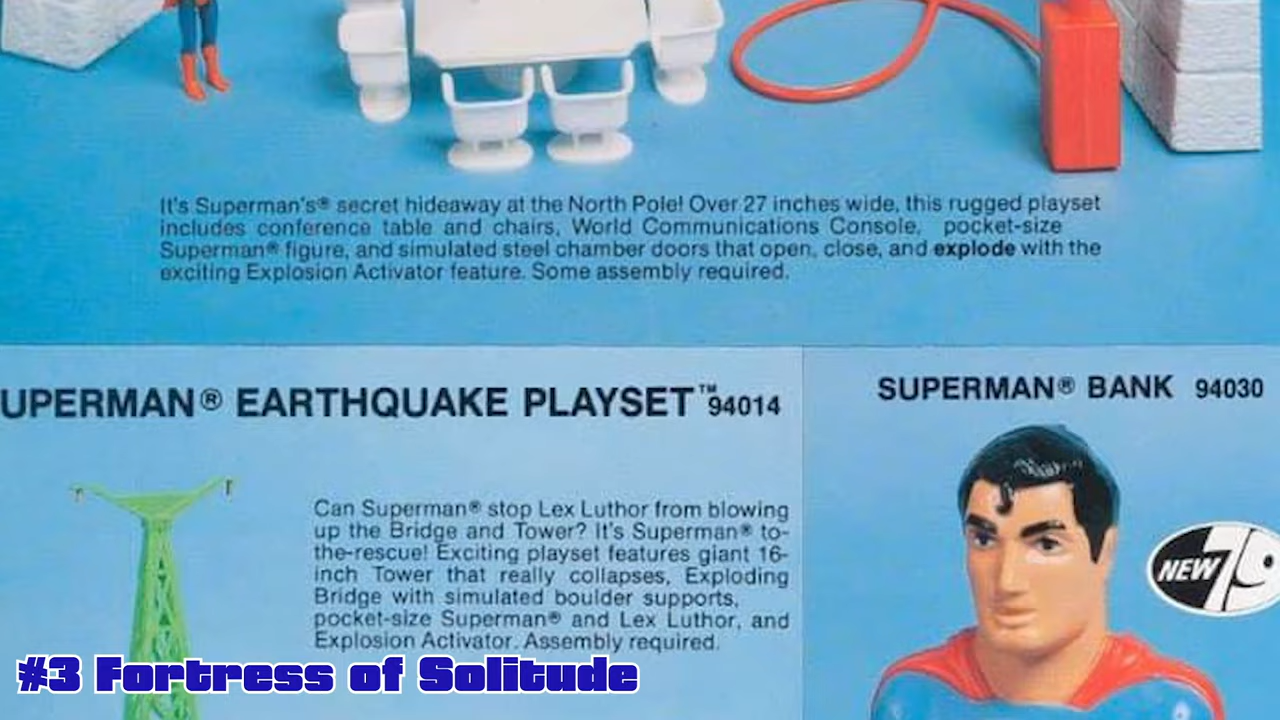 It's Superman's® secret hideaway at the North Pole! Over 27 inches wide, this rugged playset
includes conference table and chairs, World Communications Console, pocket-size
Superman® figure, and simulated steel chamber doors that open, close, and explode with the
exciting Explosion Activator feature. Some assembly required.
UPERMAN® EARTHQUAKE PLAYSET™ 94014
Can Superman® stop Lex Luthor from blowing
up the Bridge and Tower? It's Superman® to-
the-rescue! Exciting playset features giant 16-
inch Tower that really collapses, Exploding
Bridge with simulated boulder supports,
pocket-size Superman® and Lex Luthor, and
Explosion Activator. Assembly required.
SUPERMAN® BANK 94030
NEW 79
#3 Fortress of Solitude